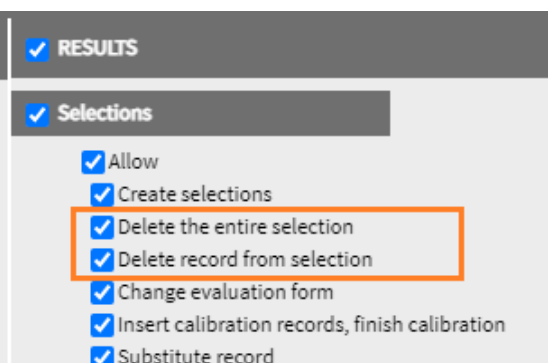 RESULTS
Selections
Allow
Create selections
Delete the entire selection
Delete record from selection
Change evaluation form
Insert calibration records, finish calibration
Substitute record